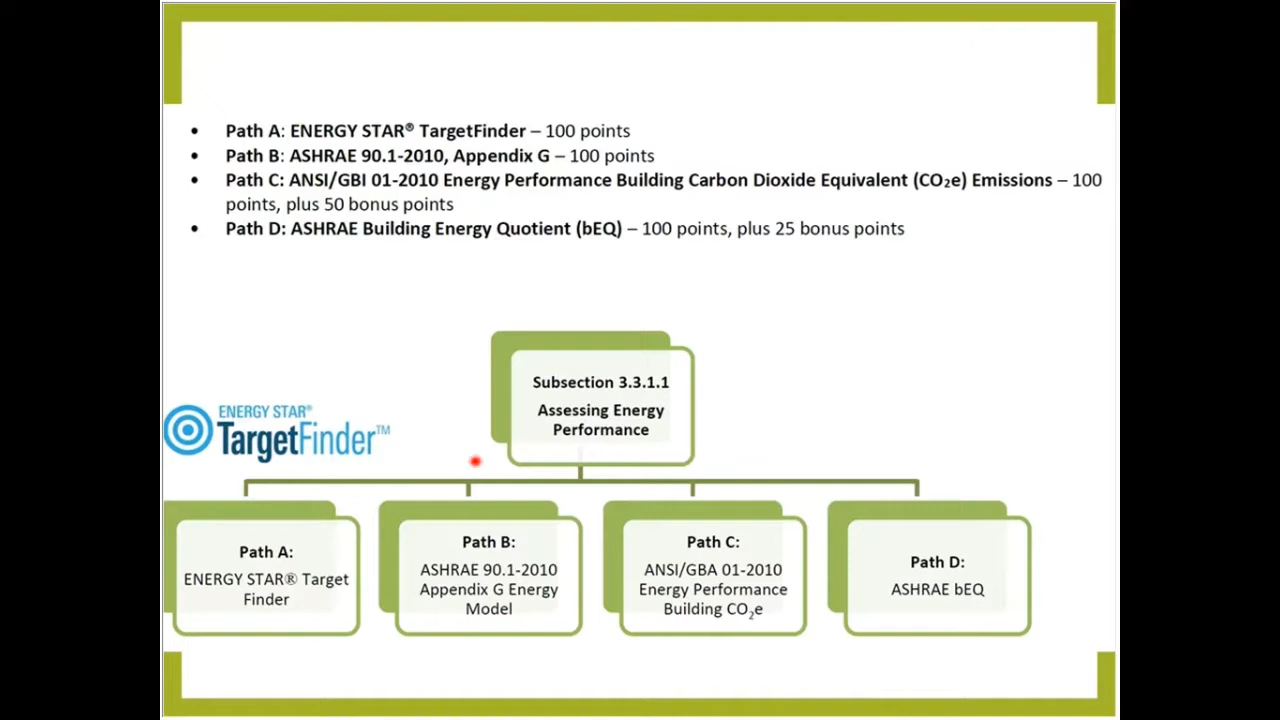 • Path A: ENERGY STAR® TargetFinder – 100 points
• Path B: ASHRAE 90.1-2010, Appendix G – 100 points
• Path C: ANSI/GBI 01-2010 Energy Performance Building Carbon Dioxide Equivalent (CO₂e) Emissions – 100
points, plus 50 bonus points
• Path D: ASHRAE Building Energy Quotient (bEQ) – 100 points, plus 25 bonus points
Subsection 3.3.1.1
Assessing Energy
Performance
ENERGY STAR®
TargetFinder™
Path A:
ENERGY STAR® Target
Finder
Path B:
ASHRAE 90.1-2010
Appendix G Energy
Model
Path C:
ANSI/GBA 01-2010
Energy Performance
Building CO₂e
Path D:
ASHRAE bEQ